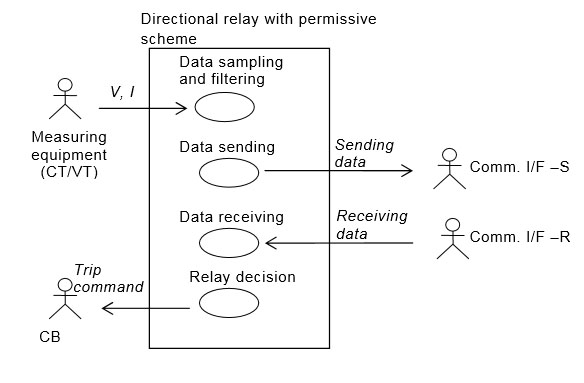 Directional relay with permissive
scheme
Data sampling
and filtering
V, I
Measuring
equipment
(CT/VT)
Data sending
Sending
data
Comm. I/F –S
Data receiving
Receiving
data
Comm. I/F –R
Relay decision
Trip
command
CB